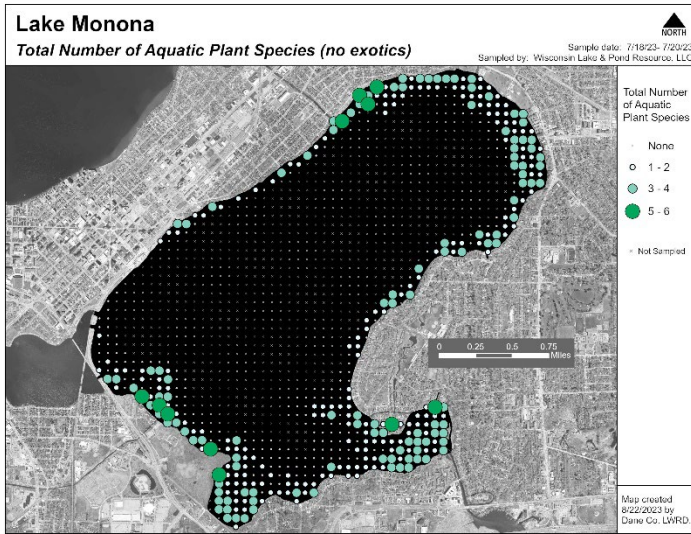 Lake Monona
Total Number of Aquatic Plant Species (no exotics)
NORTH
Sample date: 7/18/23- 7/20/23
Sampled by: Wisconsin Lake & Pond Resource, LLC
Total Number
of Aquatic
Plant Species
None
1 - 2
3 - 4
5 - 6
Not Sampled
0 0.25 0.5 0.75
Miles
Map created
8/22/2023 by
Dane Co. LWRD.